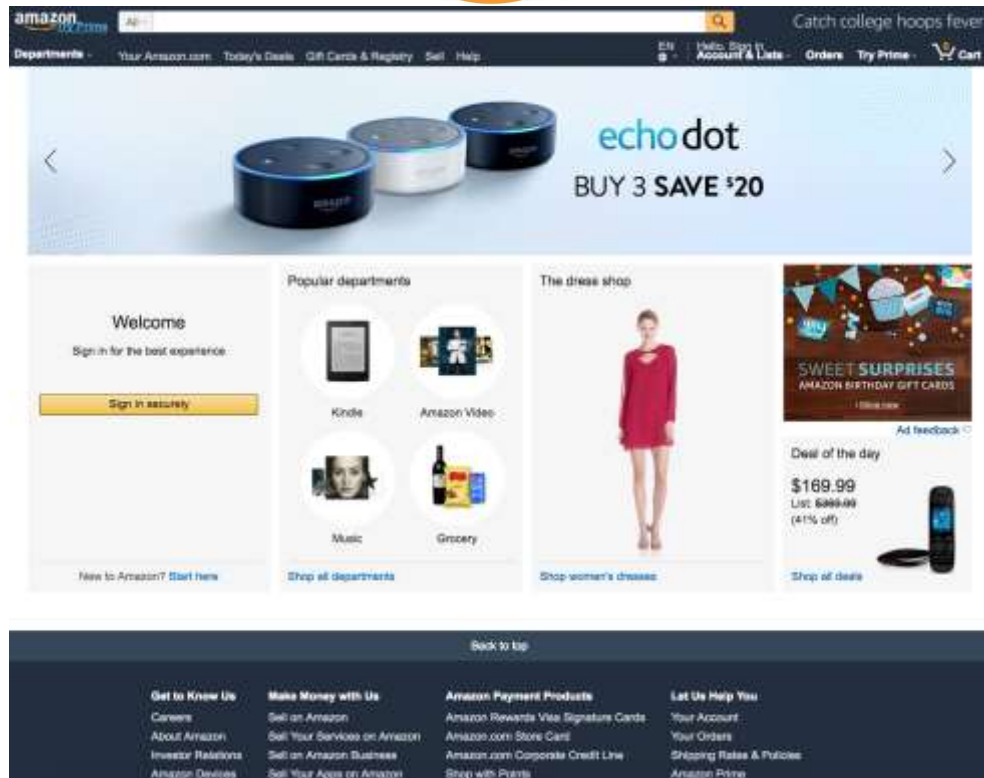 amazon
Try Prime
All
Catch college hoops fever
Departments
Your Amazon.com Today's Deals Gift Cards & Registry Sell Help
EN
Hello. Sign in
Account & Lists
Orders Try Prime
0
Cart
echo dot
BUY 3 SAVE $20
Welcome
Sign in for the best experience
Sign in securely
New to Amazon? Start here
Popular departments
Kindle
Amazon Video
Music
Grocery
Shop all departments
The dress shop
Shop women's dresses
SWEET SURPRISES
AMAZON BIRTHDAY GIFT CARDS
Ad feedback
Deal of the day
$169.99
List:
(41% off)
Shop all deals
Back to top
Get to Know Us
Careers
About Amazon
Investor Relations
Amazon Devices
Make Money with Us
Sell on Amazon
Sell Your Services on Amazon
Sell on Amazon Business
Sell Your Apps on Amazon
Amazon Payment Products
Amazon Rewards Visa Signature Cards
Amazon.com Store Card
Amazon.com Corporate Credit Line
Shop with Points
Let Us Help You
Your Account
Your Orders
Shipping Rates & Policies
Amazon Prime